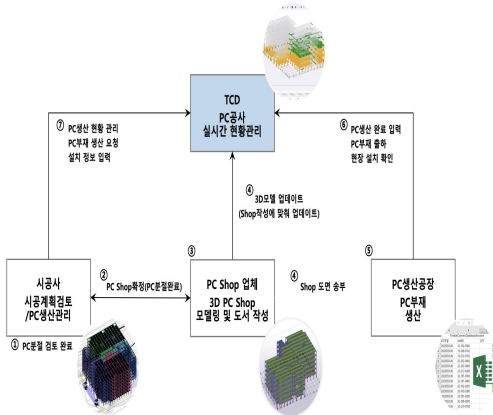 TCD
PC공사
실시간 현황관리
⑦ PC생산 현황 관리
PC부재 생산 요청
설치 정보 입력
⑥ PC생산 완료 입력
PC부재 출하
현장 설치 확인
④ 3D모델 업데이트
(Shop작성에 맞춰 업데이트)
시공사
시공계획검토
/PC생산관리
① PC분절 검토 완료
② PC Shop확정(PC분절완료)
③
PC Shop 업체
3D PC Shop
모델링 및 도서 작성
④ Shop 도면 송부
⑤
PC생산공장
PC부재
생산
X